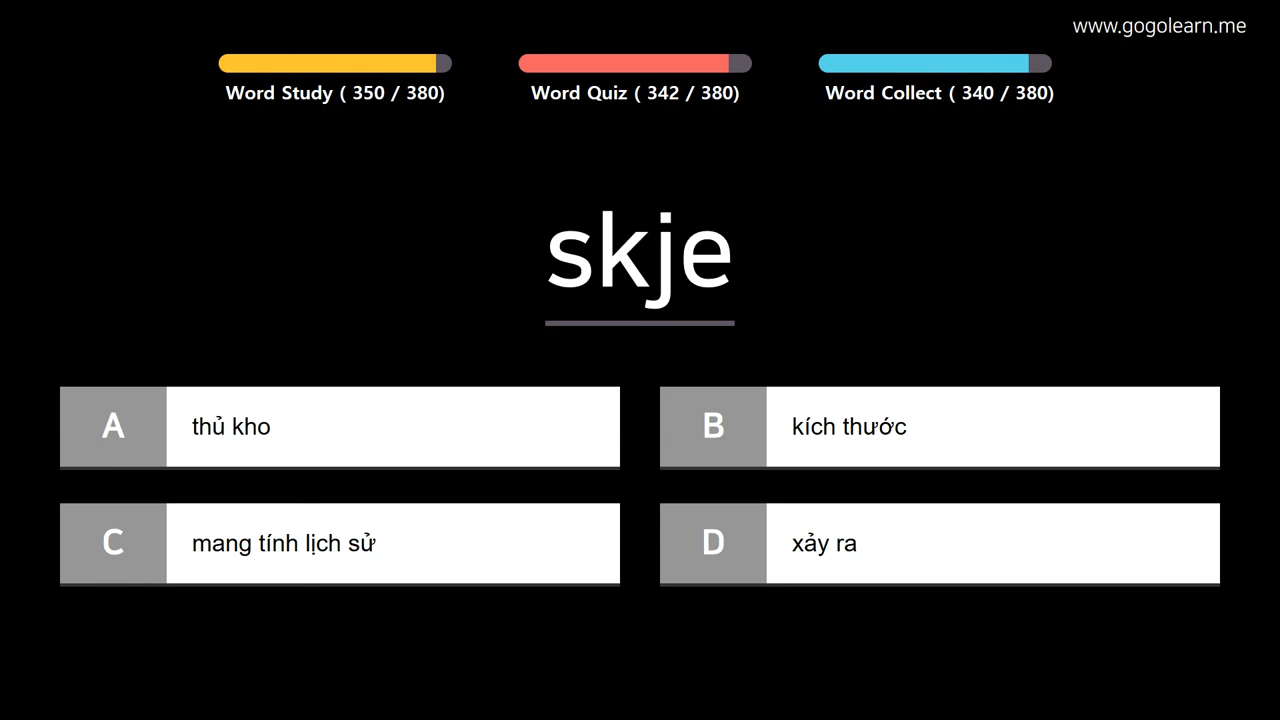 www.gogolearn.me
Word Study ( 350 / 380)
Word Quiz ( 342 / 380)
Word Collect ( 340 / 380)
skje
A thủ kho
B kích thước
C mang tính lịch sử
D xảy ra